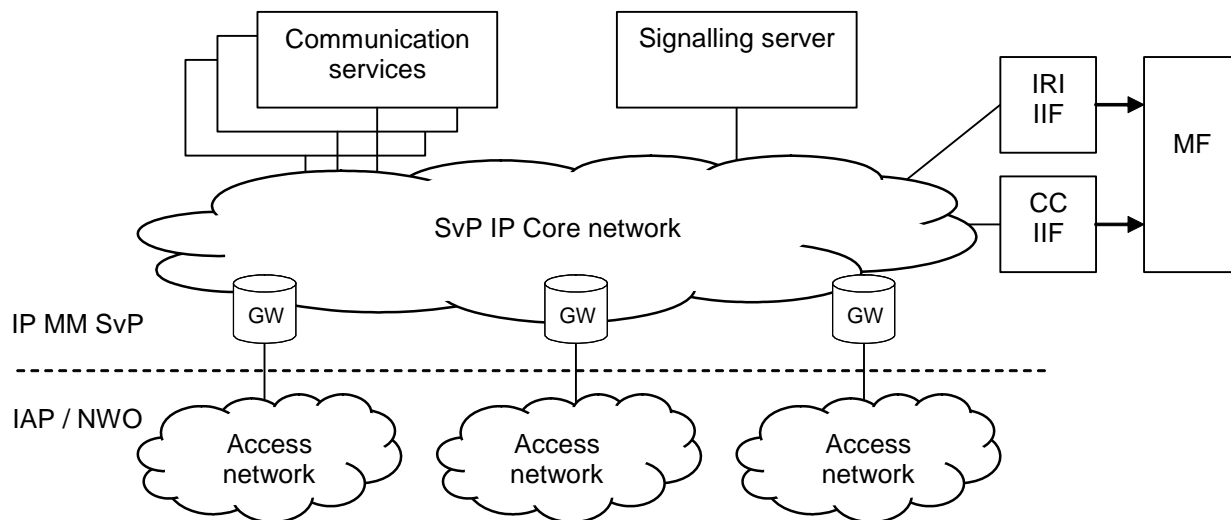 Communication
services
Signalling server
IRI
IIF
MF
CC
IIF
SvP IP Core network
GW
GW
GW
IP MM SvP
IAP / NWO
Access
network
Access
network
Access
network